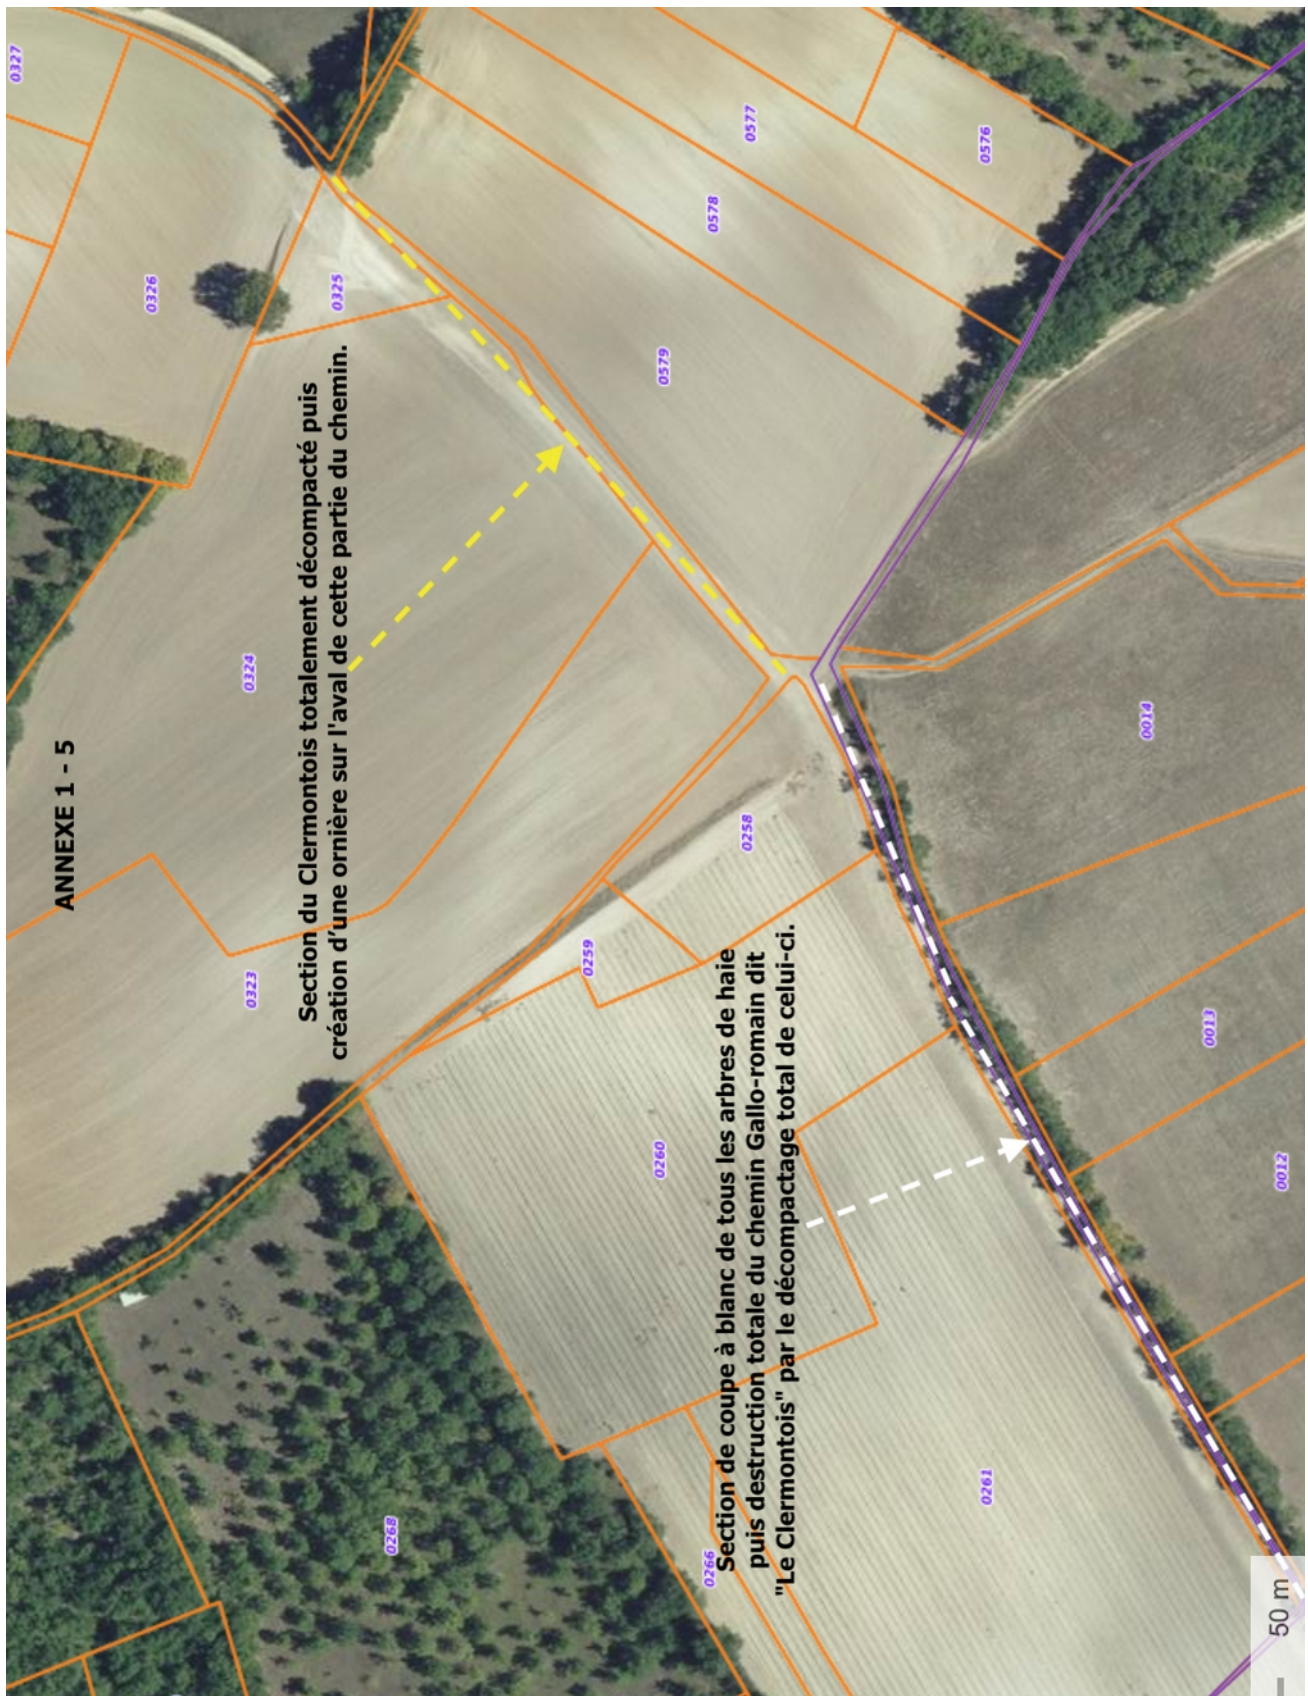 ANNEXE 1 - 5
Section du Clermontois totalement décompacté puis
création d'une ornière sur l'aval de cette partie du chemin.
Section de coupe à blanc de tous les arbres de haie
puis destruction totale du chemin Gallo-romain dit
"Le Clermontois" par le décompactage total de celui-ci.
0327
0326
0325
0324
0323
0577
0576
0578
0579
0258
0259
0260
0261
0266
0268
0014
0013
0012
50 m